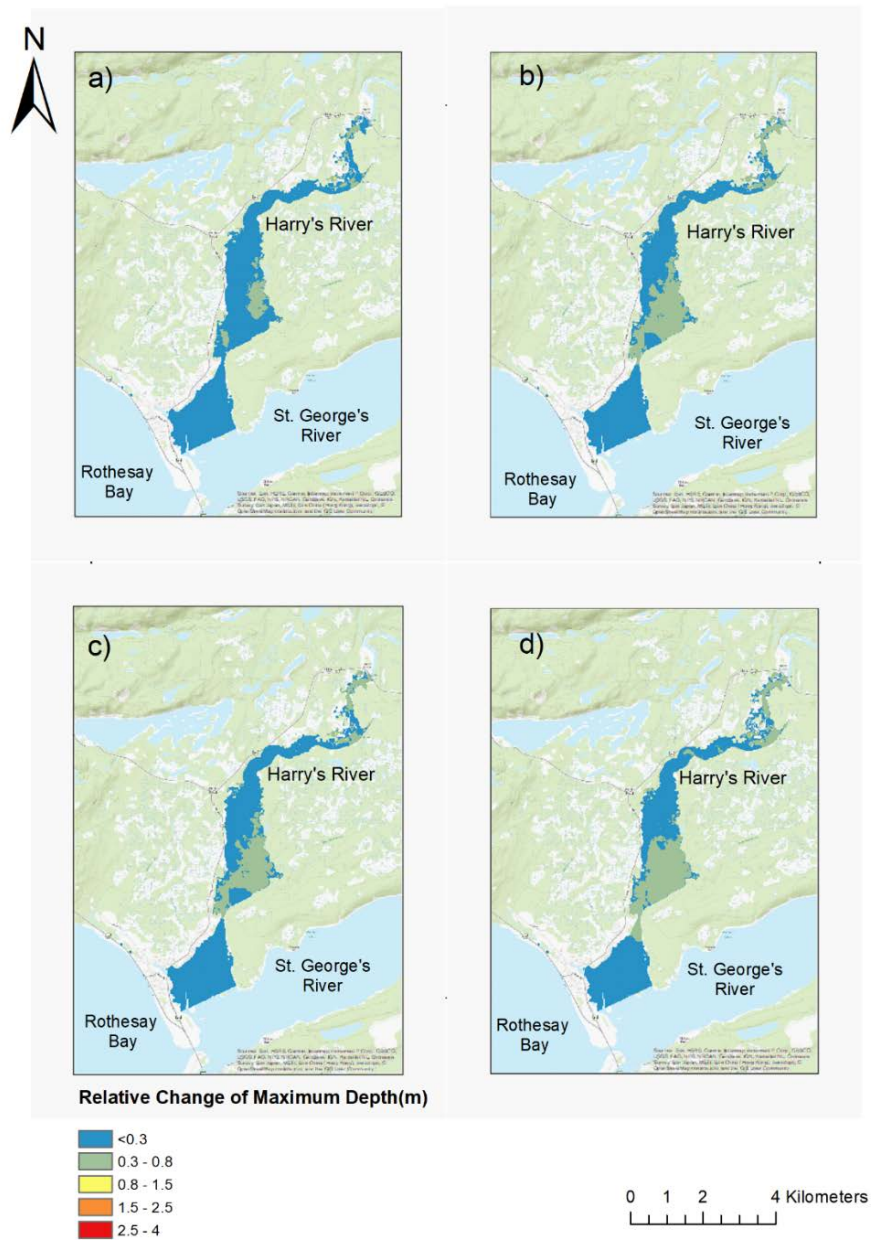 N
a)
b)
Harry's River
Harry's River
St. George's
River
St. George's
River
Rothesay
Bay
Rothesay
Bay
c)
d)
Harry's River
Harry's River
St. George's
River
St. George's
River
Rothesay
Bay
Rothesay
Bay
Relative Change of Maximum Depth(m)
<0.3
0.3 - 0.8
0.8 - 1.5
1.5 - 2.5
2.5 - 4
0 1 2 4 Kilometers